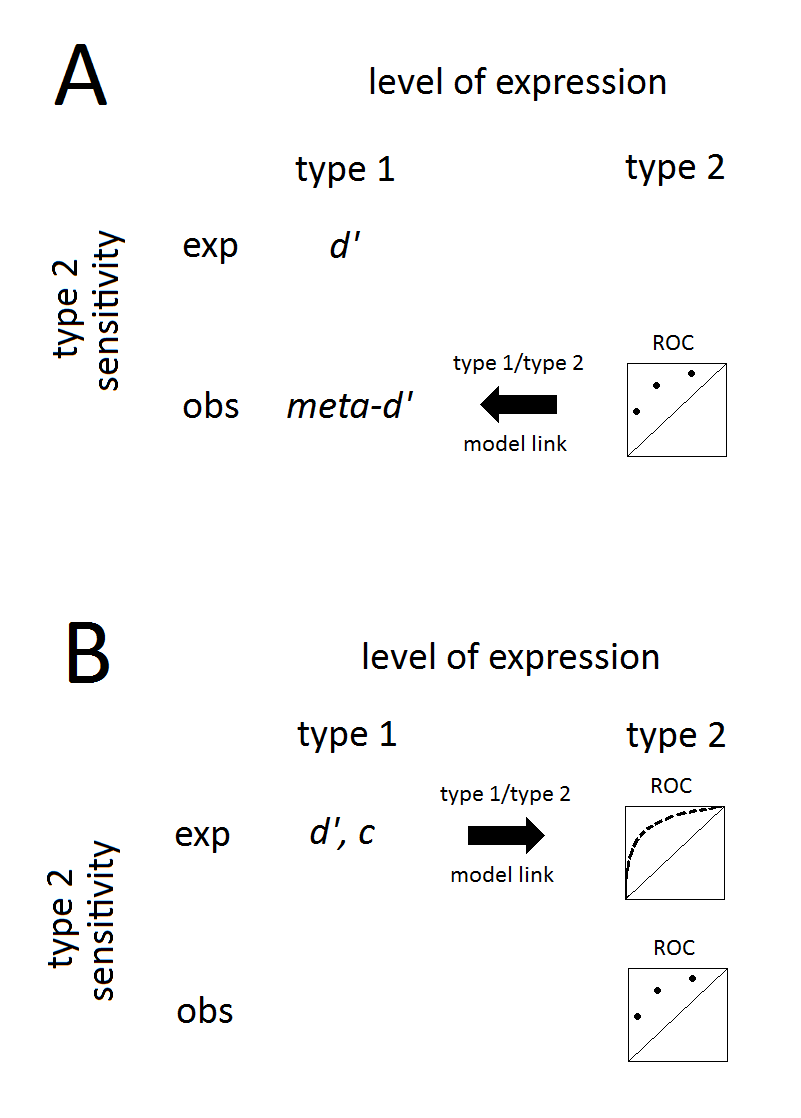 A
level of expression
type 1
type 2
type 2
sensitivity
exp
d'
ROC
type 1/type 2
obs
meta-d'
model link
B
level of expression
type 1
type 2
ROC
type 1/type 2
type 2
sensitivity
exp
d', c
model link
ROC
obs